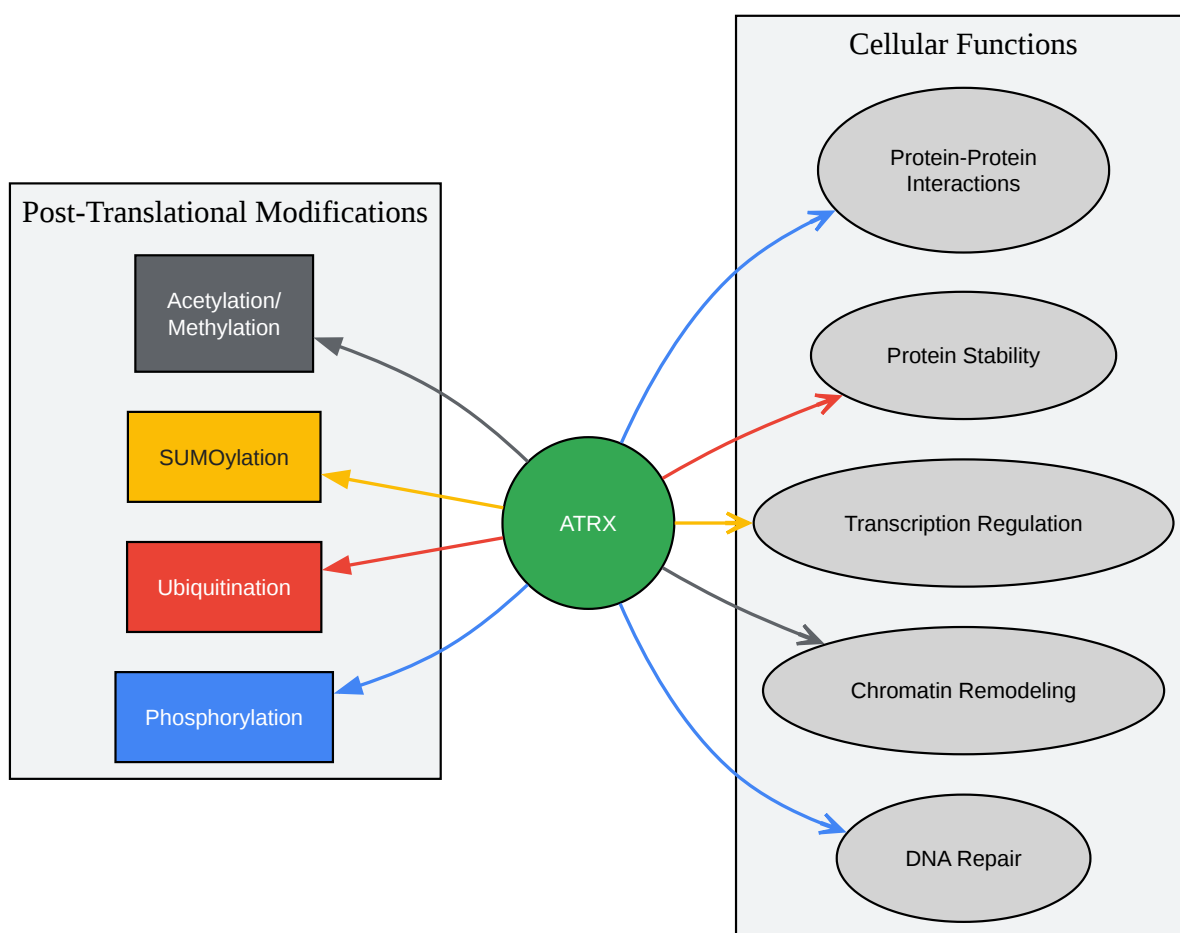 Post-Translational Modifications
Acetylation/
Methylation
SUMOylation
Ubiquitination
Phosphorylation
ATRX
Cellular Functions
Protein-Protein
Interactions
Protein Stability
Transcription Regulation
Chromatin Remodeling
DNA Repair